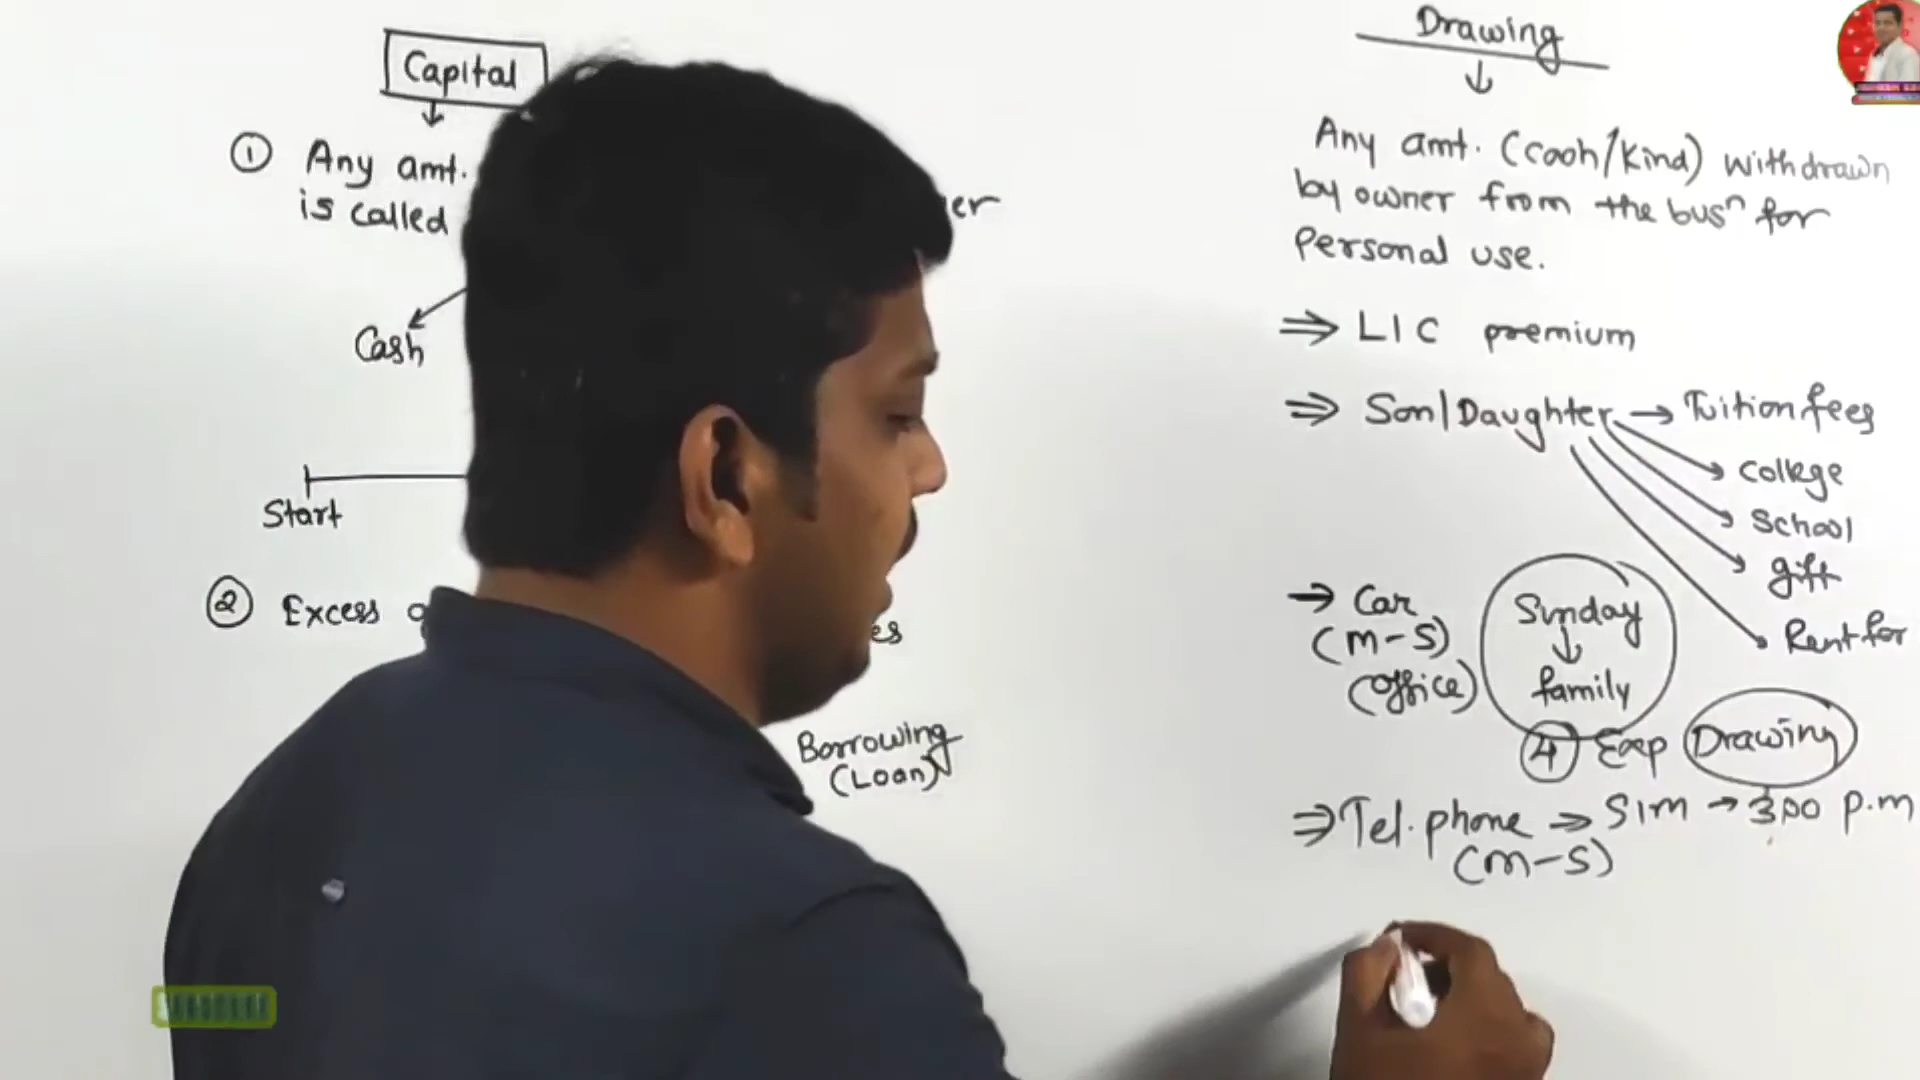 Capital
① Any amt.
is called
er
Cash
Start
② Excess
es
Borrowing
(Loan)
Drawing
Any amt. (cash/kind) withdrawn
by owner from the busⁿ for
personal use.
⇒ LIC premium
⇒ Son/Daughter → Tuition fees
College
School
gift
Rent for
→ Car
(M-S)
(office)
Sunday
↓
family
④ Exp Drawing
⇒ Tel.phone → Sim → 300 p.m
(M-S)